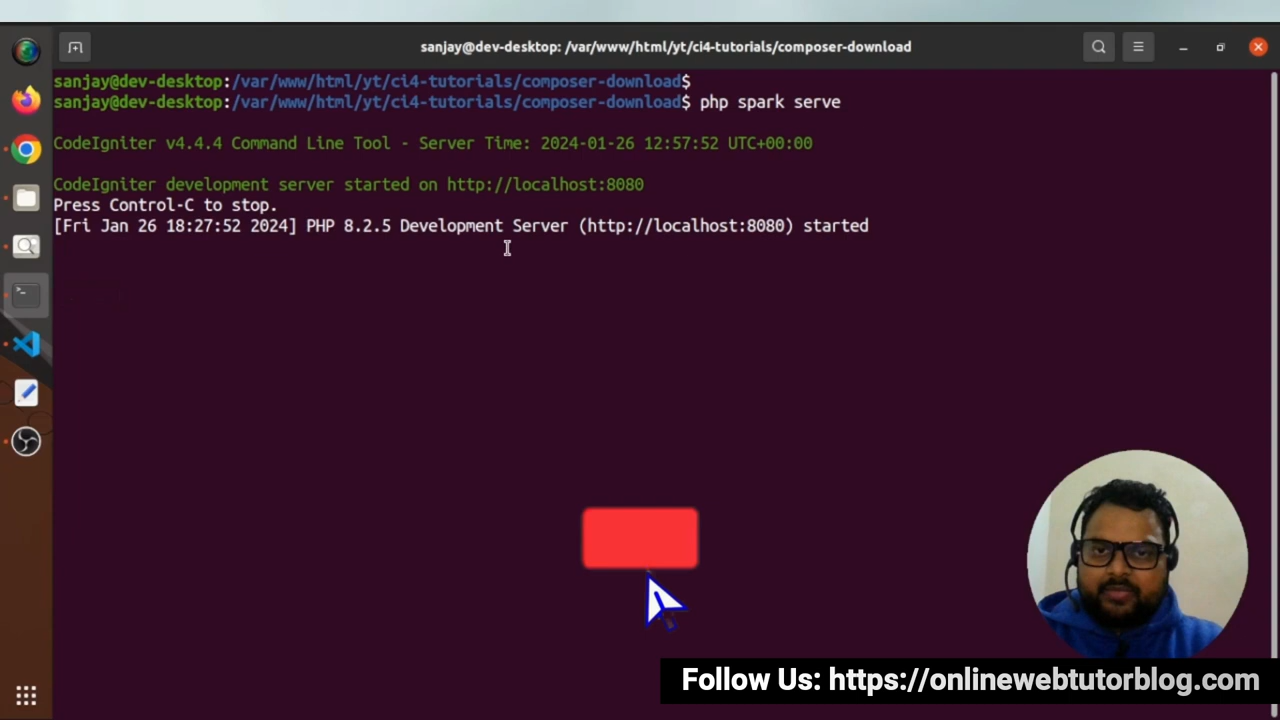 sanjay@dev-desktop: /var/www/html/yt/ci4-tutorials/composer-download
sanjay@dev-desktop:/var/www/html/yt/ci4-tutorials/composer-download$
sanjay@dev-desktop:/var/www/html/yt/ci4-tutorials/composer-download$ php spark serve
CodeIgniter v4.4.4 Command Line Tool - Server Time: 2024-01-26 12:57:52 UTC+00:00
CodeIgniter development server started on http://localhost:8080
Press Control-C to stop.
[Fri Jan 26 18:27:52 2024] PHP 8.2.5 Development Server (http://localhost:8080) started
Follow Us: https://onlinewebtutorblog.com